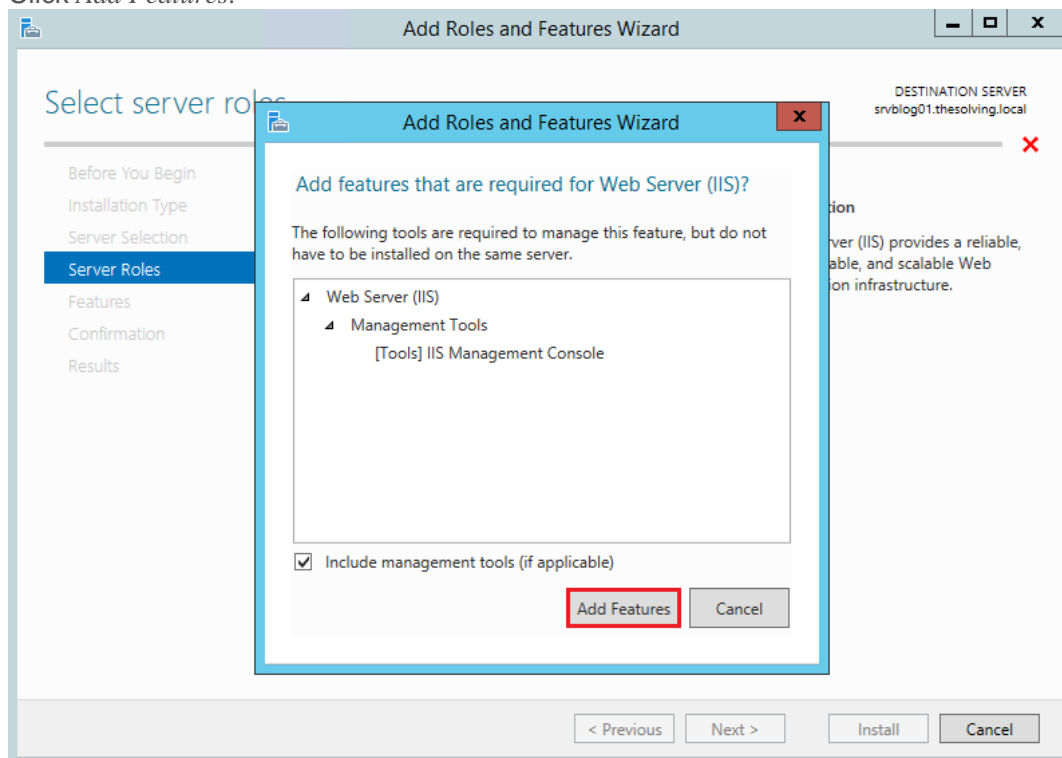 Click Add Features.
Add Roles and Features Wizard
Select server
DESTINATION SERVER
srvblog01.thesolving.local
Before You Begin
Installation Type
Server Selection
Server Roles
Features
Confirmation
Results
Add Roles and Features Wizard
Add features that are required for Web Server (IIS)?
The following tools are required to manage this feature, but do not
have to be installed on the same server.
Web Server (IIS)
Management Tools
[Tools] IIS Management Console
Include management tools (if applicable)
Add Features
Cancel
tion
ver (IIS) provides a reliable,
able, and scalable Web
ion infrastructure.
< Previous
Next >
Install
Cancel